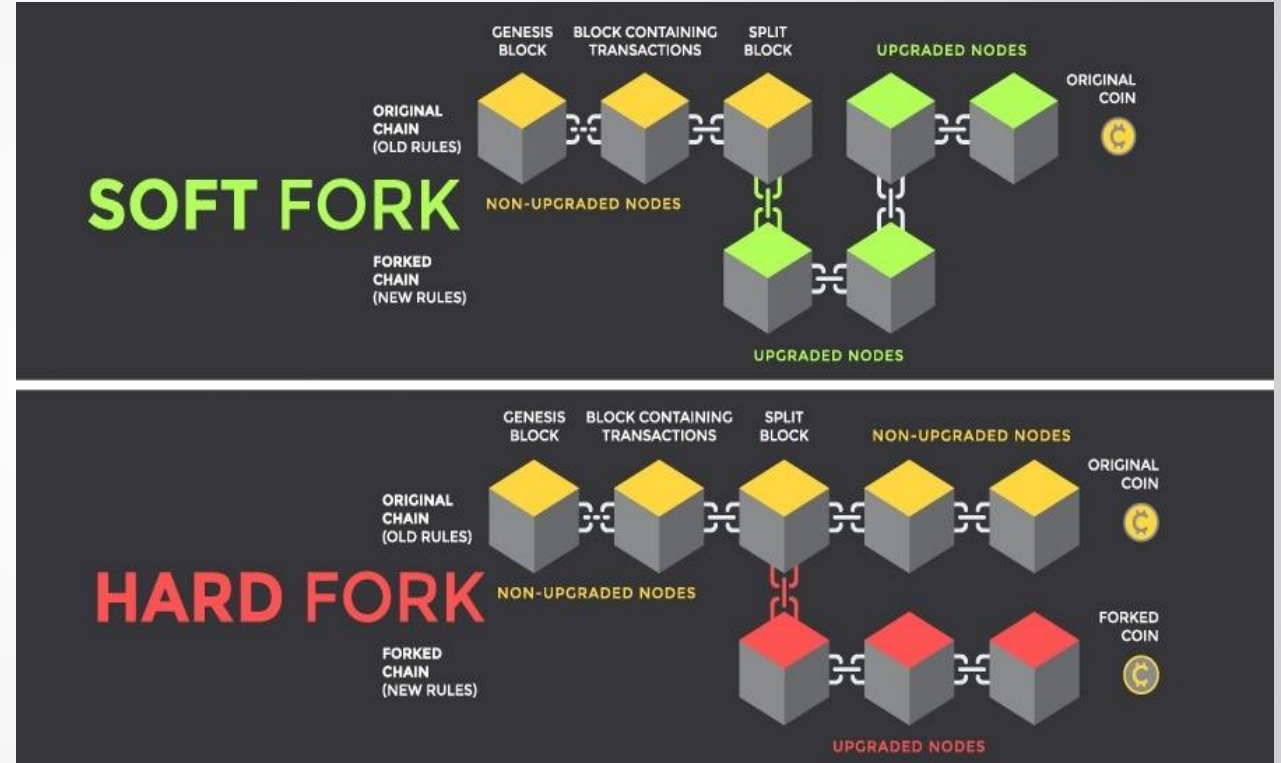 GENESIS
BLOCK
BLOCK CONTAINING
TRANSACTIONS
SPLIT
BLOCK
UPGRADED NODES
ORIGINAL
COIN
ORIGINAL
CHAIN
(OLD RULES)
SOFT FORK
NON-UPGRADED NODES
FORKED
CHAIN
(NEW RULES)
UPGRADED NODES
GENESIS
BLOCK
BLOCK CONTAINING
TRANSACTIONS
SPLIT
BLOCK
NON-UPGRADED NODES
ORIGINAL
COIN
ORIGINAL
CHAIN
(OLD RULES)
HARD FORK
NON-UPGRADED NODES
FORKED
CHAIN
(NEW RULES)
FORKED
COIN
UPGRADED NODES